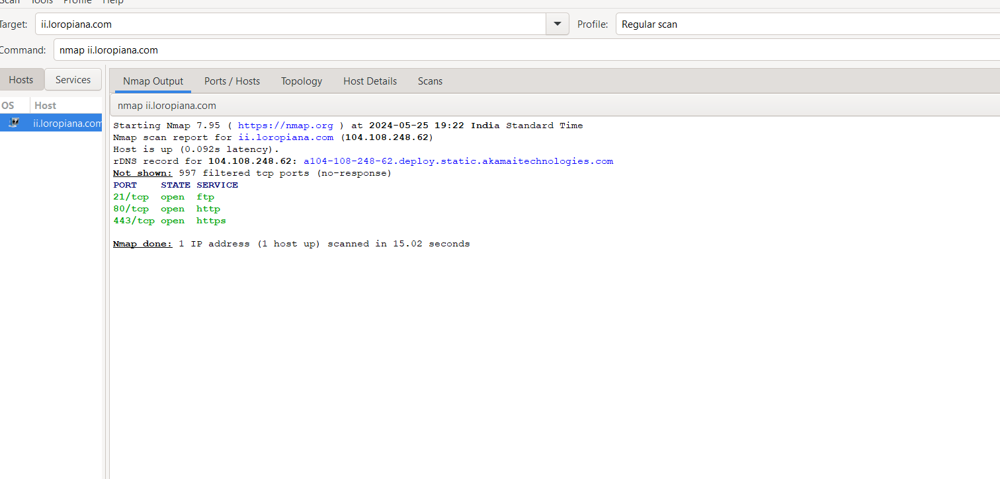 Scan Tools Profile Help
Target: ii.loropiana.com Profile: Regular scan
Command: nmap ii.loropiana.com
Hosts Services Nmap Output Ports / Hosts Topology Host Details Scans
OS Host nmap ii.loropiana.com
ii.loropiana.com
Starting Nmap 7.95 ( https://nmap.org ) at 2024-05-25 19:22 India Standard Time
Nmap scan report for ii.loropiana.com (104.108.248.62)
Host is up (0.092s latency).
rDNS record for 104.108.248.62: a104-108-248-62.deploy.static.akamaitechnologies.com
Not shown: 997 filtered tcp ports (no-response)
PORT STATE SERVICE
21/tcp open ftp
80/tcp open http
443/tcp open https
Nmap done: 1 IP address (1 host up) scanned in 15.02 seconds